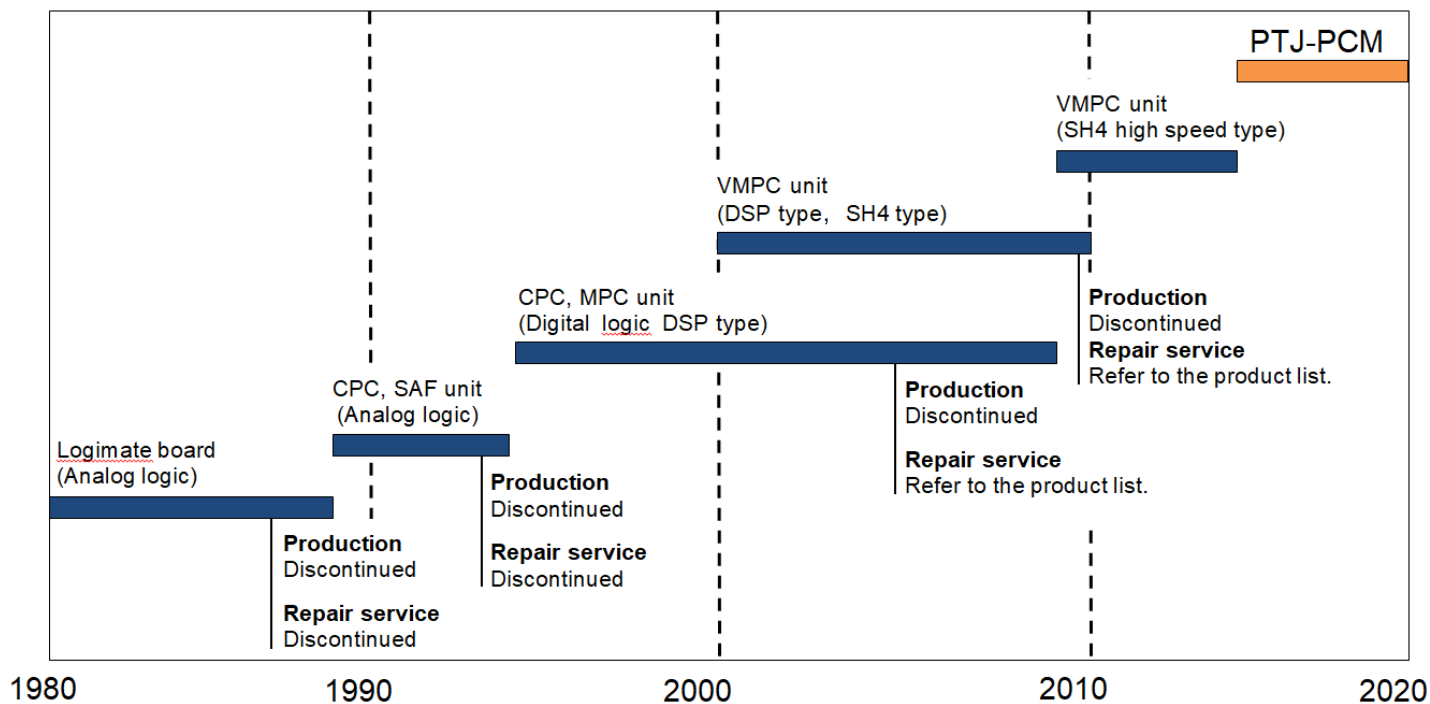 PTJ-PCM
VMPC unit
(SH4 high speed type)
VMPC unit
(DSP type, SH4 type)
CPC, MPC unit
(Digital logic DSP type)
Production
Discontinued
Repair service
Refer to the product list.
CPC, SAF unit
(Analog logic)
Production
Discontinued
Repair service
Refer to the product list.
Logimate board
(Analog logic)
Production
Discontinued
Repair service
Discontinued
Production
Discontinued
Repair service
Discontinued
1980
1990
2000
2010
2020